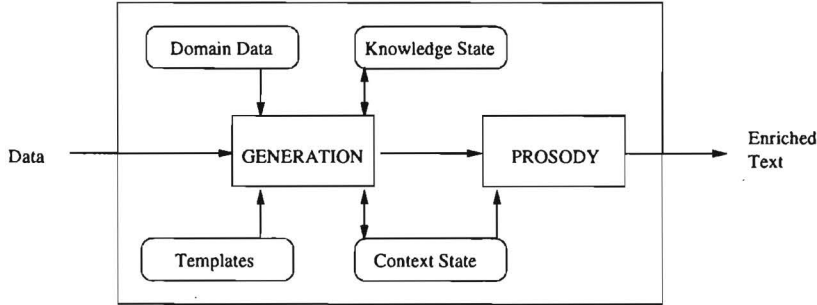 Domain Data
Knowledge State
Data
GENERATION
PROSODY
Enriched
Text
Templates
Context State